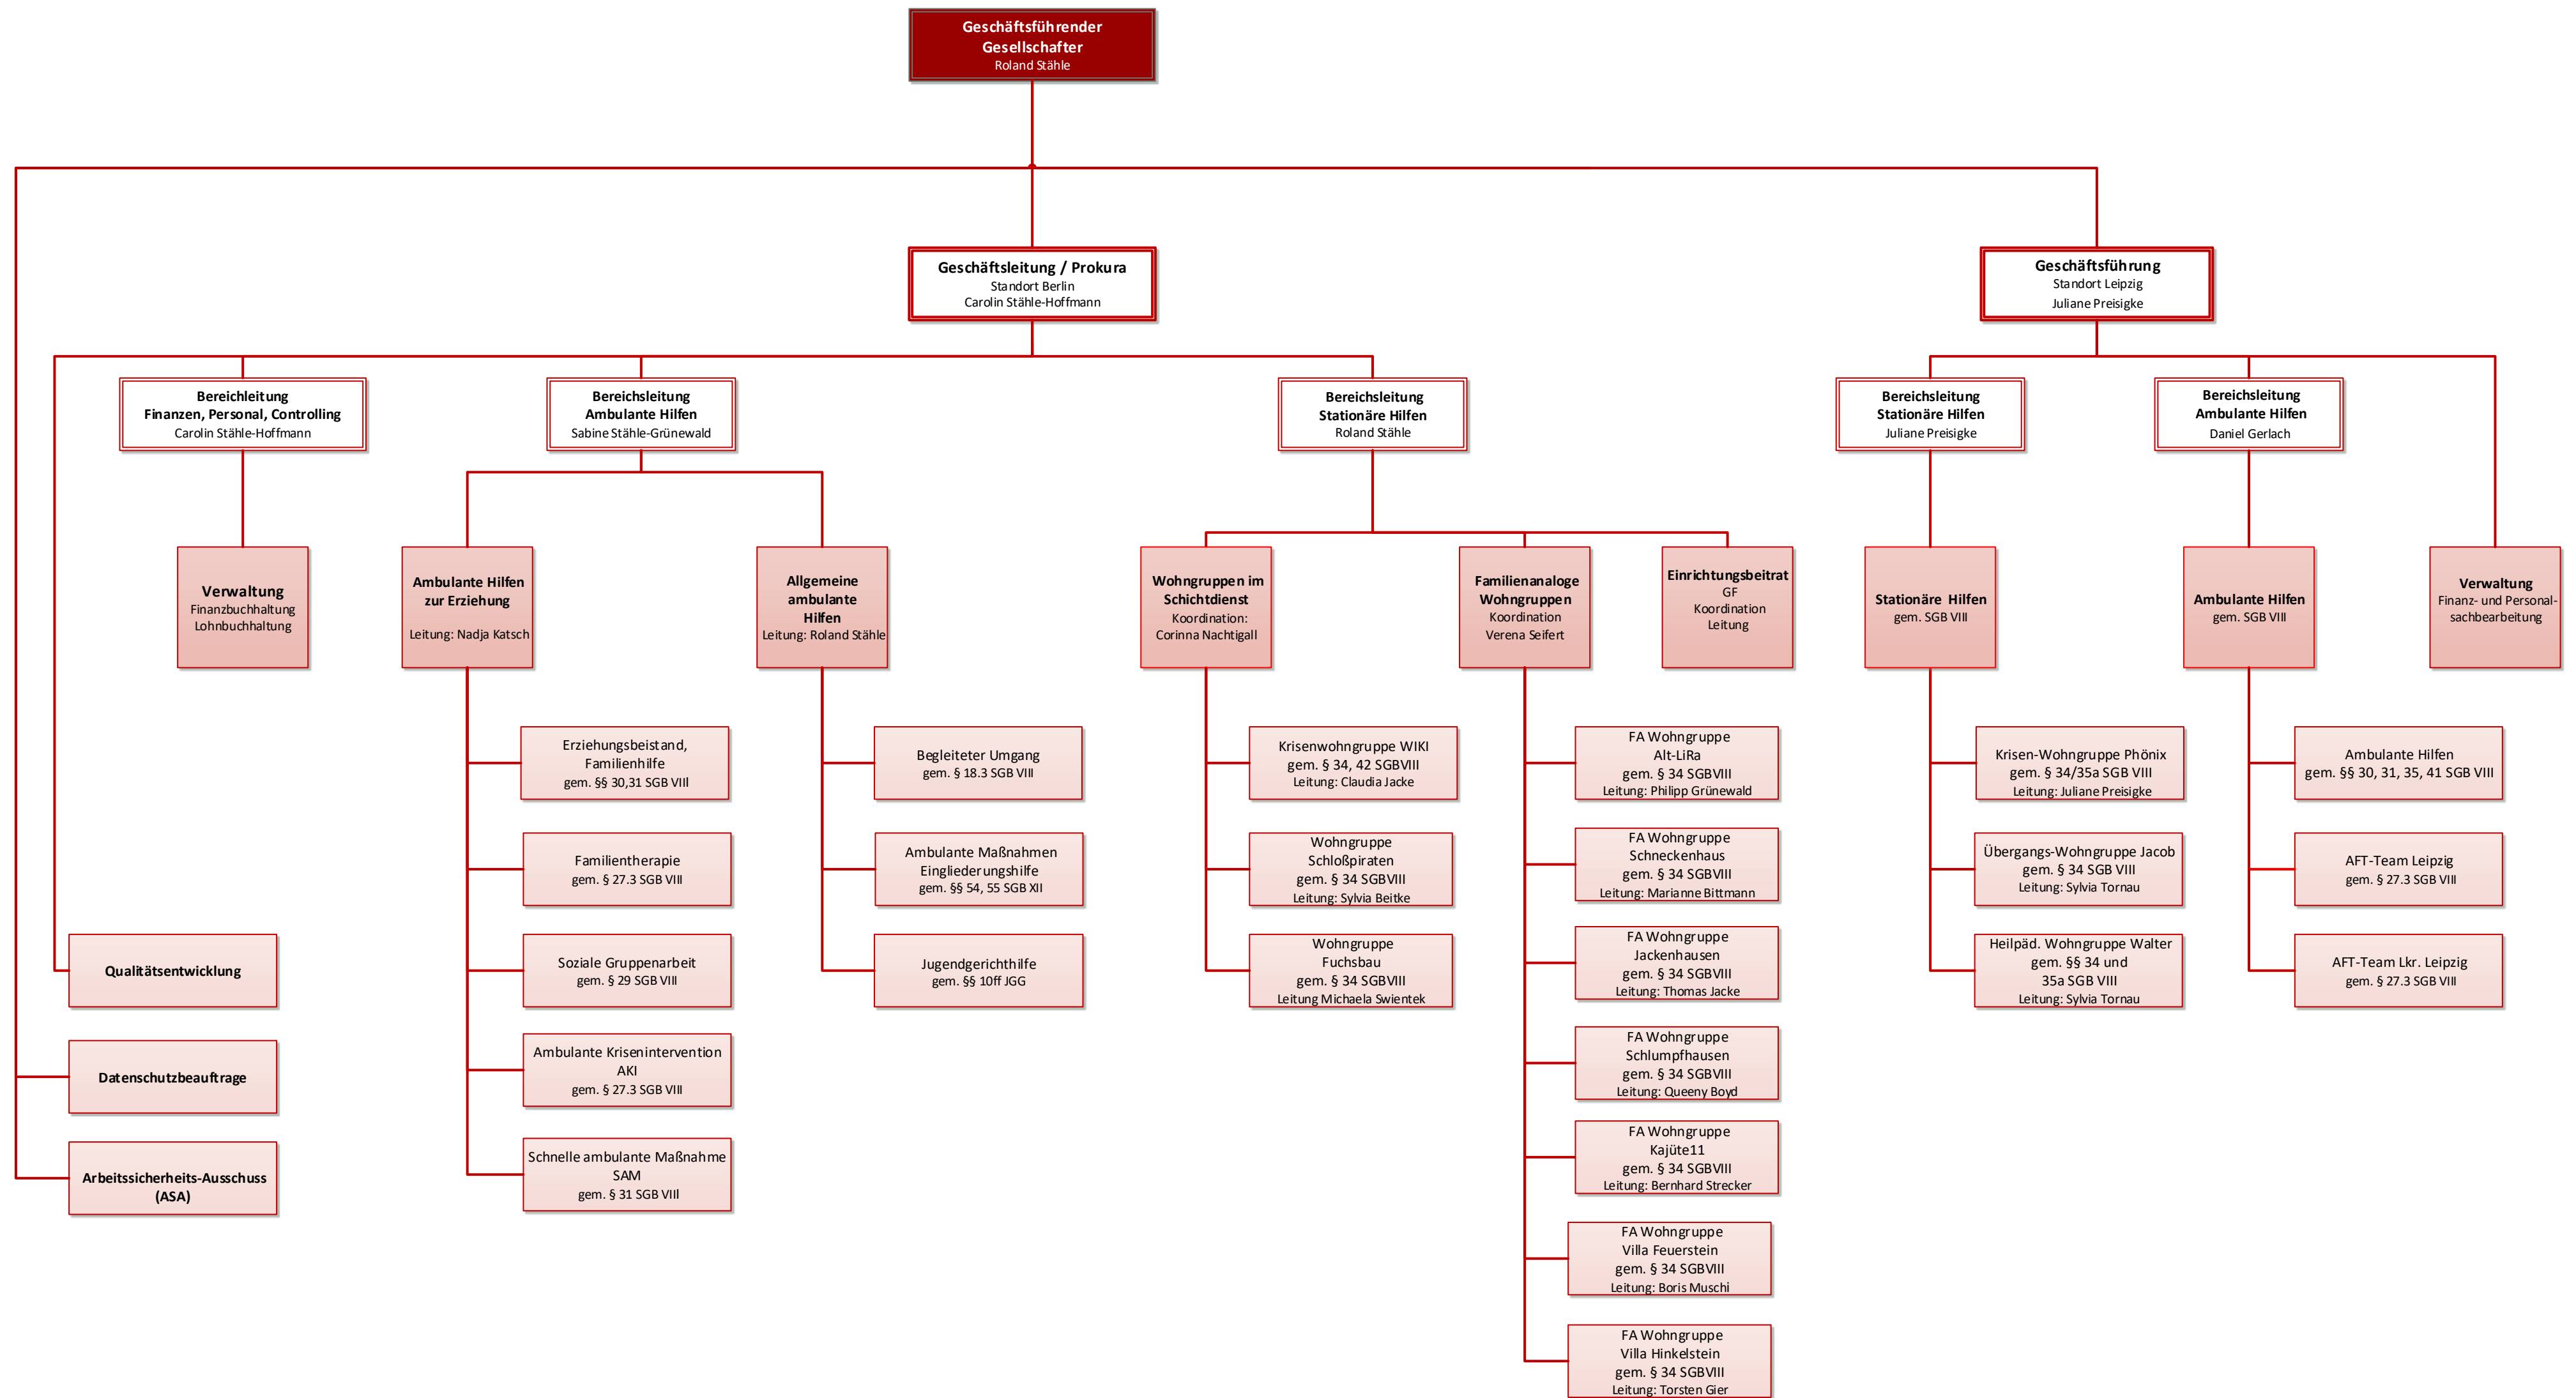 Geschäftsführender
Gesellschafter
Roland Stähle
Geschäftsleitung / Prokura
Standort Berlin
Carolin Stähle-Hoffmann
Geschäftsführung
Standort Leipzig
Juliane Preisigke
Bereichleitung
Finanzen, Personal, Controlling
Carolin Stähle-Hoffmann
Bereichsleitung
Ambulante Hilfen
Sabine Stähle-Grünewald
Bereichsleitung
Stationäre Hilfen
Roland Stähle
Bereichsleitung
Stationäre Hilfen
Juliane Preisigke
Bereichsleitung
Ambulante Hilfen
Daniel Gerlach
Verwaltung
Finanzbuchhaltung
Lohnbuchhaltung
Ambulante Hilfen
zur Erziehung
Leitung: Nadja Katsch
Allgemeine
ambulante
Hilfen
Leitung: Roland Stähle
Wohngruppen im
Schichtdienst
Koordination:
Corinna Nachtigall
Familienanaloge
Wohngruppen
Koordination
Verena Seifert
Einrichtungsbeitrat
GF
Koordination
Leitung
Stationäre Hilfen
gem. SGB VIII
Ambulante Hilfen
gem. SGB VIII
Verwaltung
Finanz- und Personal-
sachbearbeitung
Qualitätsentwicklung
Datenschutzbeauftrage
Arbeitssicherheits-Ausschuss
(ASA)
Erziehungsbeistand,
Familienhilfe
gem. §§ 30,31 SGB VIII
Familientherapie
gem. § 27.3 SGB VIII
Soziale Gruppenarbeit
gem. § 29 SGB VIII
Ambulante Krisenintervention
AKI
gem. § 27.3 SGB VIII
Schnelle ambulante Maßnahme
SAM
gem. § 31 SGB VIII
Begleiteter Umgang
gem. § 18.3 SGB VIII
Ambulante Maßnahmen
Eingliederungshilfe
gem. §§ 54, 55 SGB XII
Jugendgerichthilfe
gem. §§ 10ff JGG
Krisenwohngruppe WIKI
gem. § 34, 42 SGBVIII
Leitung: Claudia Jacke
Wohngruppe
Schloßpiraten
gem. § 34 SGBVIII
Leitung: Sylvia Beitke
Wohngruppe
Fuchsbau
gem. § 34 SGBVIII
Leitung Michaela Swientek
FA Wohngruppe
Alt-LiRa
gem. § 34 SGBVIII
Leitung: Philipp Grünewald
FA Wohngruppe
Schneckenhaus
gem. § 34 SGBVIII
Leitung: Marianne Bittmann
FA Wohngruppe
Jackenhausen
gem. § 34 SGBVIII
Leitung: Thomas Jacke
FA Wohngruppe
Schlumpfhausen
gem. § 34 SGBVIII
Leitung: Queeny Boyd
FA Wohngruppe
Kajüte11
gem. § 34 SGBVIII
Leitung: Bernhard Strecker
FA Wohngruppe
Villa Feuerstein
gem. § 34 SGBVIII
Leitung: Boris Muschi
FA Wohngruppe
Villa Hinkelstein
gem. § 34 SGBVIII
Leitung: Torsten Gier
Krisen-Wohngruppe Phönix
gem. § 34/35a SGB VIII
Leitung: Juliane Preisigke
Übergangs-Wohngruppe Jacob
gem. § 34 SGB VIII
Leitung: Sylvia Tornau
Heilpäd. Wohngruppe Walter
gem. §§ 34 und
35a SGB VIII
Leitung: Sylvia Tornau
Ambulante Hilfen
gem. §§ 30, 31, 35, 41 SGB VIII
AFT-Team Leipzig
gem. § 27.3 SGB VIII
AFT-Team Lkr. Leipzig
gem. § 27.3 SGB VIII